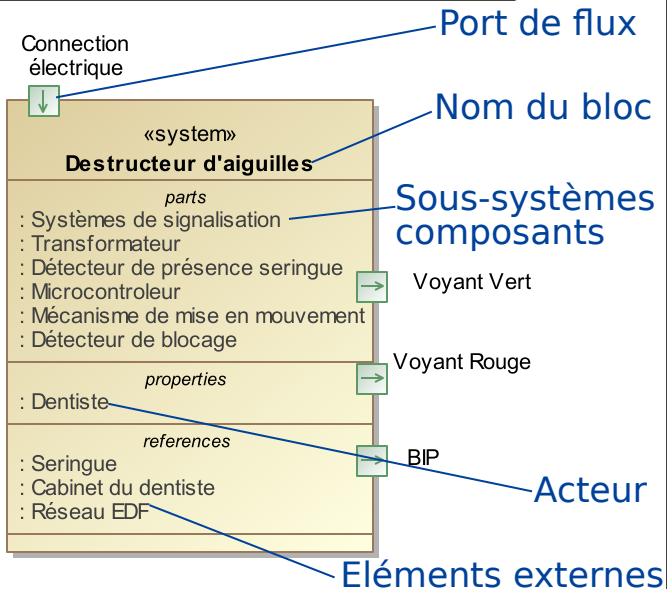 Port de flux
Connection
électrique
Nom du bloc
«system»
Destructeur d'aiguilles
parts
: Systèmes de signalisation
: Transformateur
: Détecteur de présence seringue
: Microcontroleur
: Mécanisme de mise en mouvement
: Détecteur de blocage
Sous-systèmes
composants
Voyant Vert
Voyant Rouge
properties
: Dentiste
references
: Seringue
: Cabinet du dentiste
: Réseau EDF
BIP
Acteur
Eléments externes